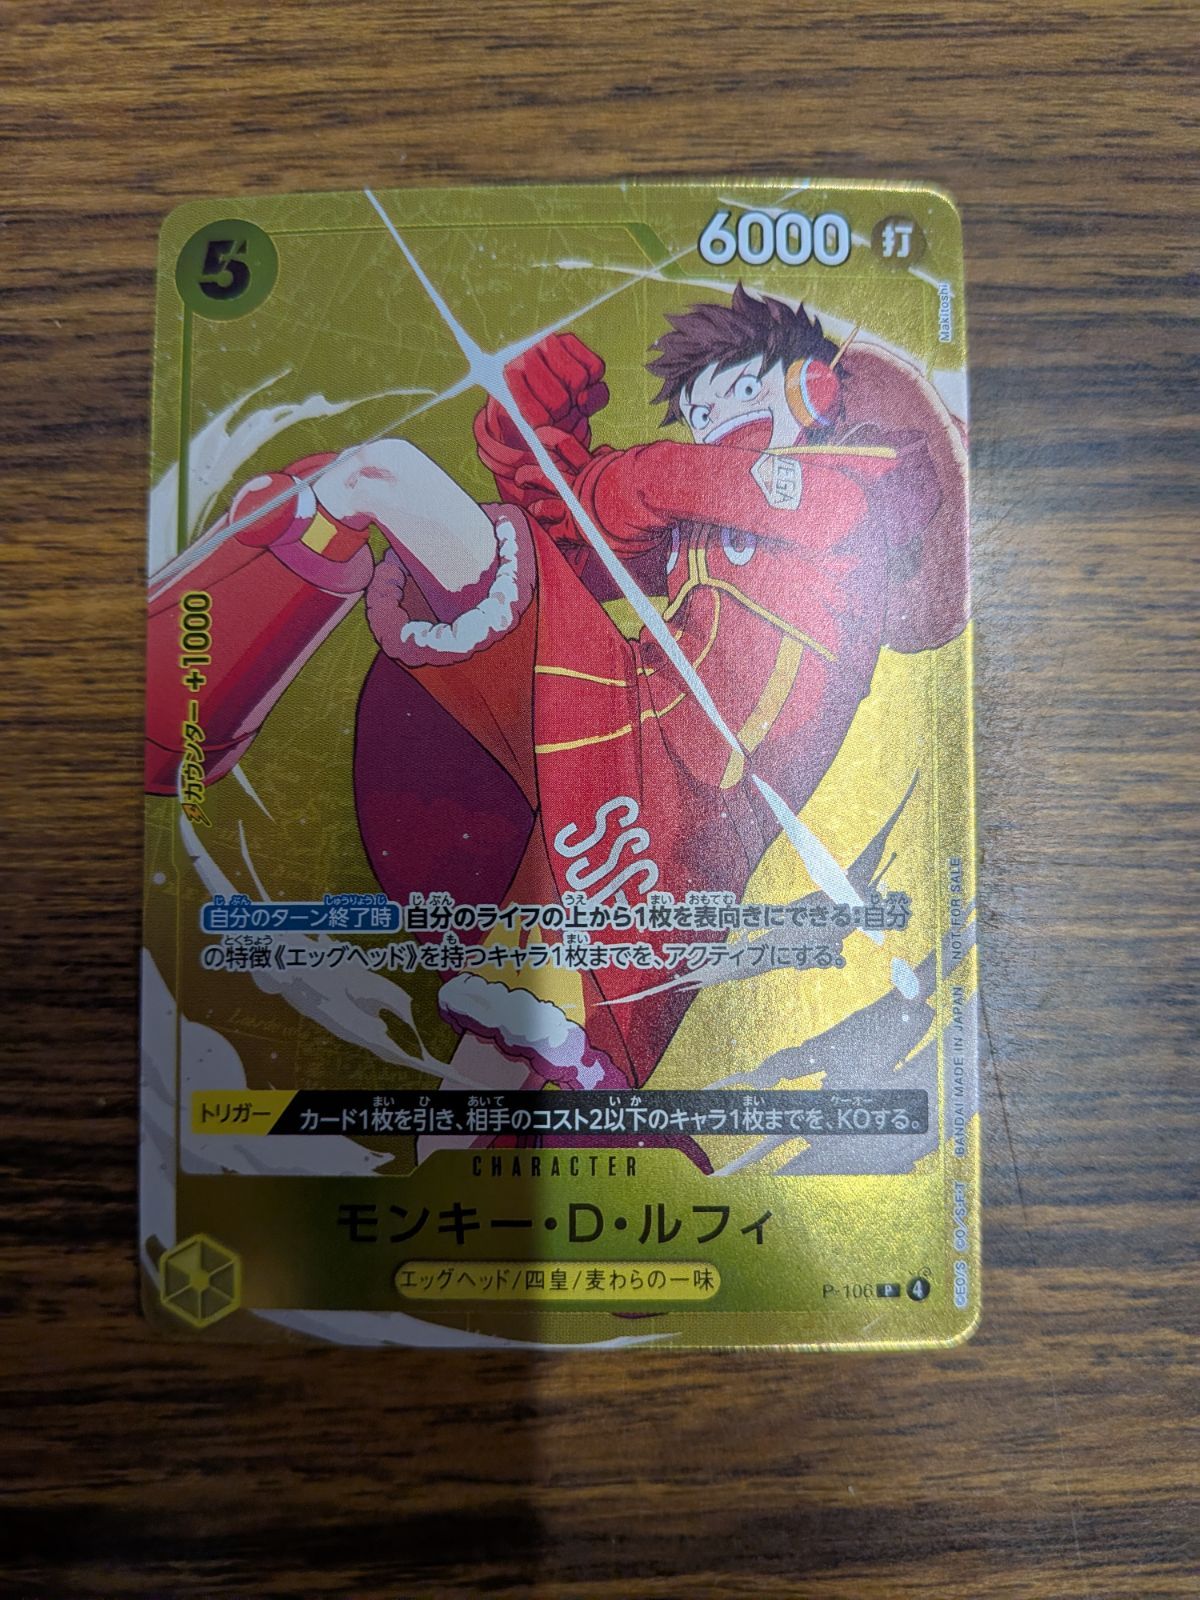 5
6000
打
Makitoshi
VEGA
カウンター +1000
SSG
自分のターン終了時 自分のライフの上から1枚を表向きにできる:自分
の特徴《エッグヘッド》を持つキャラ1枚までを、アクティブにする。
トリガー カード1枚を引き、相手のコスト2以下のキャラ1枚までを、KOする。
CHARACTER
モンキー・D・ルフィ
エッグヘッド/四皇/麦わらの一味
P-106 P 4
©EO/S. ©O/S,F,T BANDAI MADE IN JAPAN NOT FOR SALE